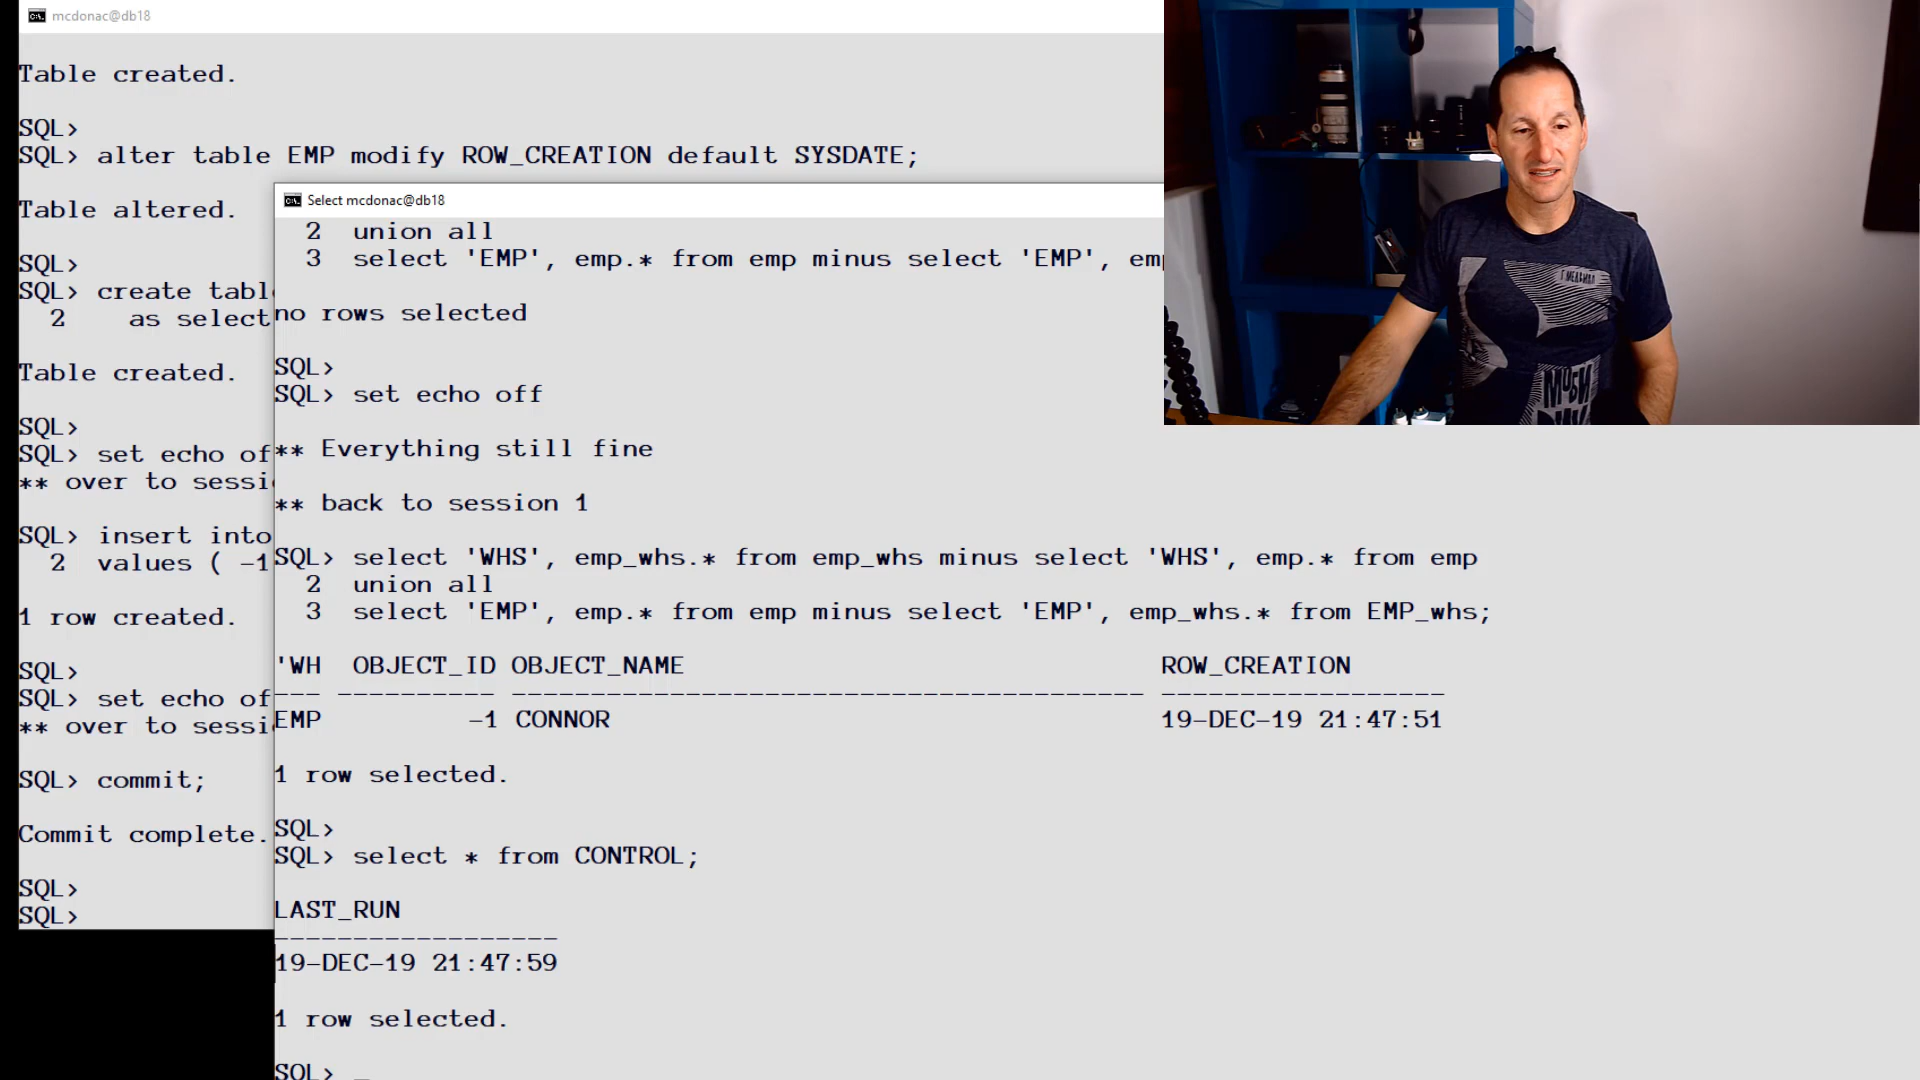 mcdonac@db18
Table created.
SQL>
SQL> alter table EMP modify ROW_CREATION default SYSDATE;
Table altered.
SQL>
SQL> create tabl
2 as select
Table created.
SQL>
SQL> set echo of
** over to sessi
SQL> insert into
2 values ( -1
1 row created.
SQL>
SQL> set echo of
** over to sessi
SQL> commit;
Commit complete.
SQL>
SQL>
Select mcdonac@db18
2 union all
3 select 'EMP', emp.* from emp minus select 'EMP', emp
no rows selected
SQL>
SQL> set echo off
** Everything still fine
** back to session 1
SQL> select 'WHS', emp_whs.* from emp_whs minus select 'WHS', emp.* from emp
2 union all
3 select 'EMP', emp.* from emp minus select 'EMP', emp_whs.* from EMP_whs;
'WH OBJECT_ID OBJECT_NAME ROW_CREATION
--- ---------- ---------------------------------------- ------------------
EMP -1 CONNOR 19-DEC-19 21:47:51
1 row selected.
SQL>
SQL> select * from CONTROL;
LAST_RUN
------------------
19-DEC-19 21:47:59
1 row selected.
SQL> _
Г. МЕЛВИЛЛ
МОБИ
ДИК